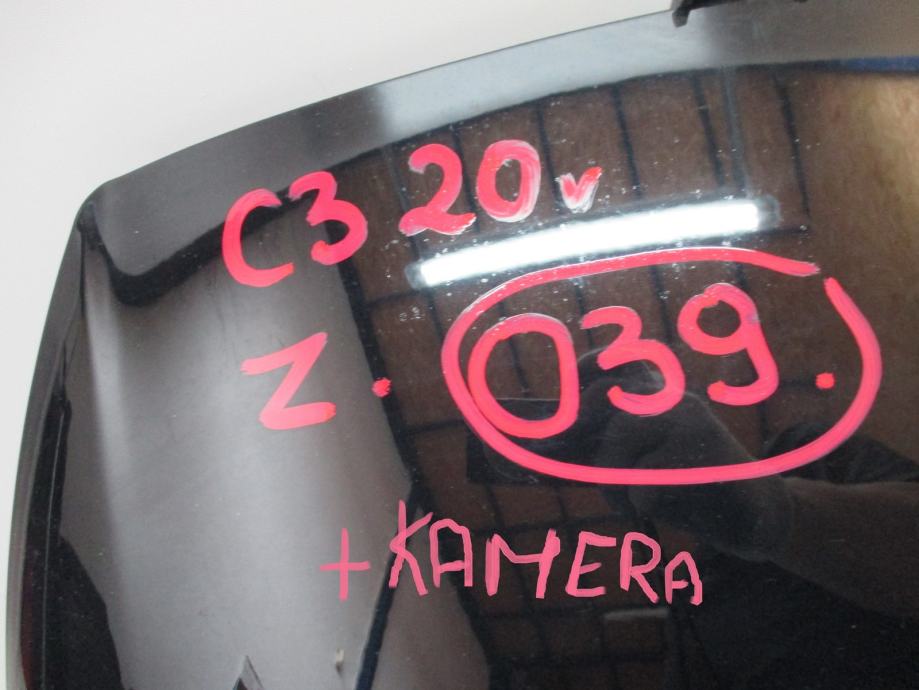 C3 20v
Z. 039.
+KAMERA